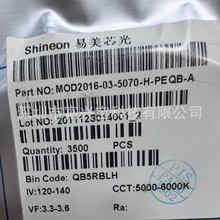 Shineon 易美芯光
Part NO: MOD2016-03-5070-H-PEQB-A
Lot NO: 201112S014001_2
Quantity: 3500 PCS
Bin Code: QB5RBLH
IV: 120-140 CCT: 5000-6000K
VF: 3.3-3.6 Ra: